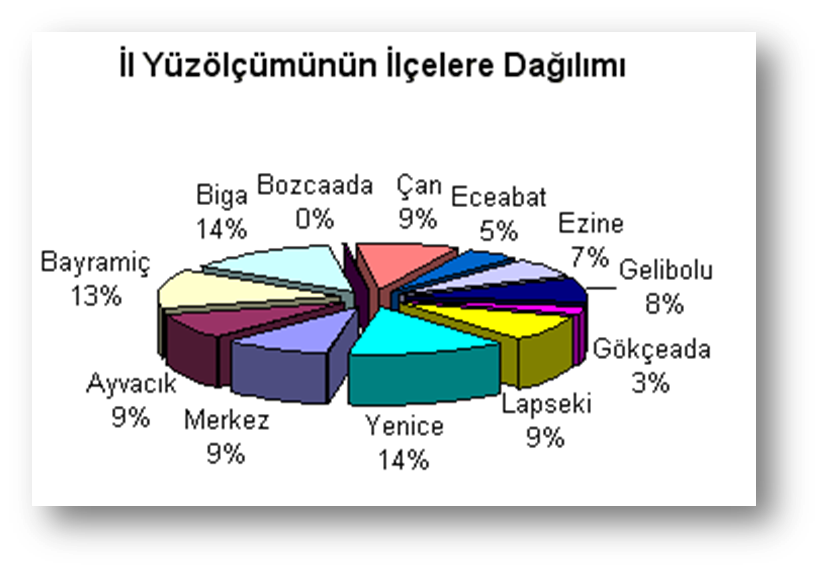 İl Yüzölçümünün İlçelere Dağılımı
Bozcaada
0%
Çan
9%
Eceabat
5%
Ezine
7%
Gelibolu
8%
Gökçeada
3%
Lapseki
9%
Yenice
14%
Merkez
9%
Ayvacık
9%
Bayramiç
13%
Biga
14%